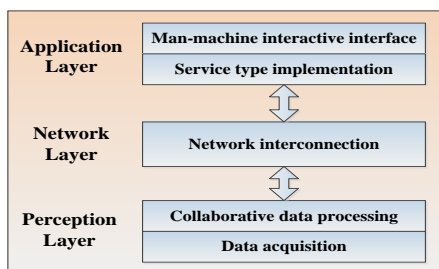 Application
Layer
Man-machine interactive interface
Service type implementation
Network
Layer
Network interconnection
Perception
Layer
Collaborative data processing
Data acquisition